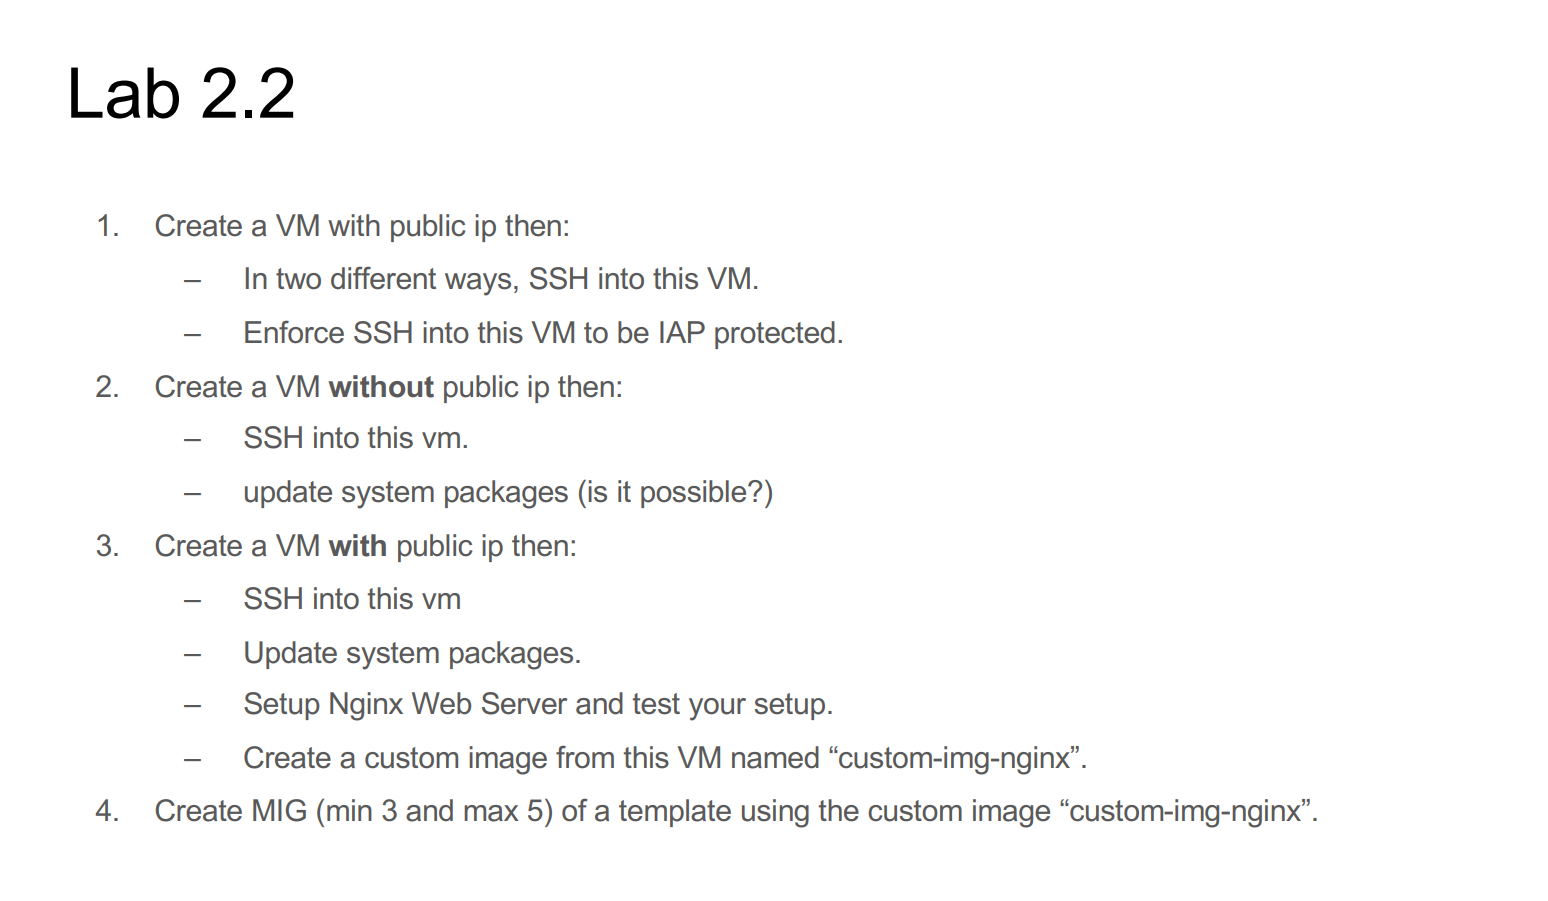 Lab 2.2
1. Create a VM with public ip then:
– In two different ways, SSH into this VM.
– Enforce SSH into this VM to be IAP protected.
2. Create a VM without public ip then:
– SSH into this vm.
– update system packages (is it possible?)
3. Create a VM with public ip then:
– SSH into this vm
– Update system packages.
– Setup Nginx Web Server and test your setup.
– Create a custom image from this VM named “custom-img-nginx”.
4. Create MIG (min 3 and max 5) of a template using the custom image “custom-img-nginx”.